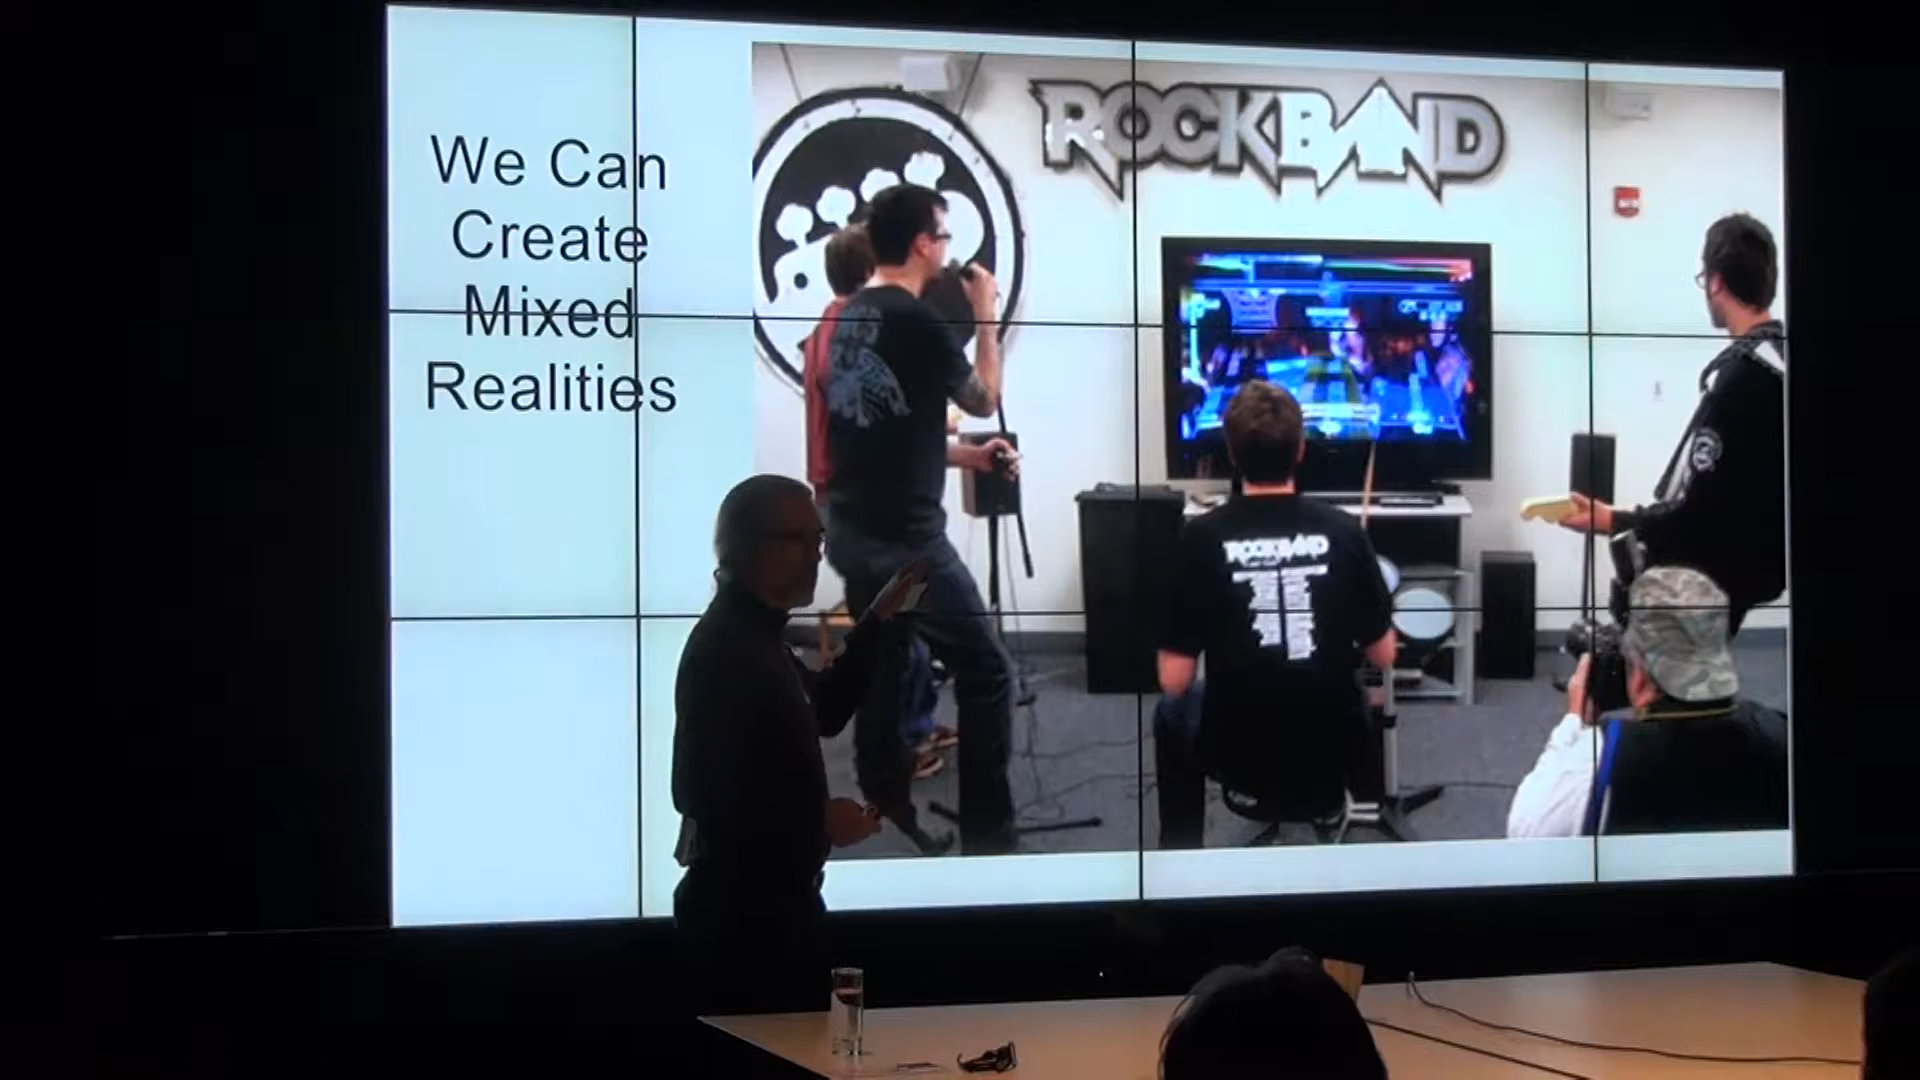 We Can
Create
Mixed
Realities
ROCKBAND
ROCKBAND